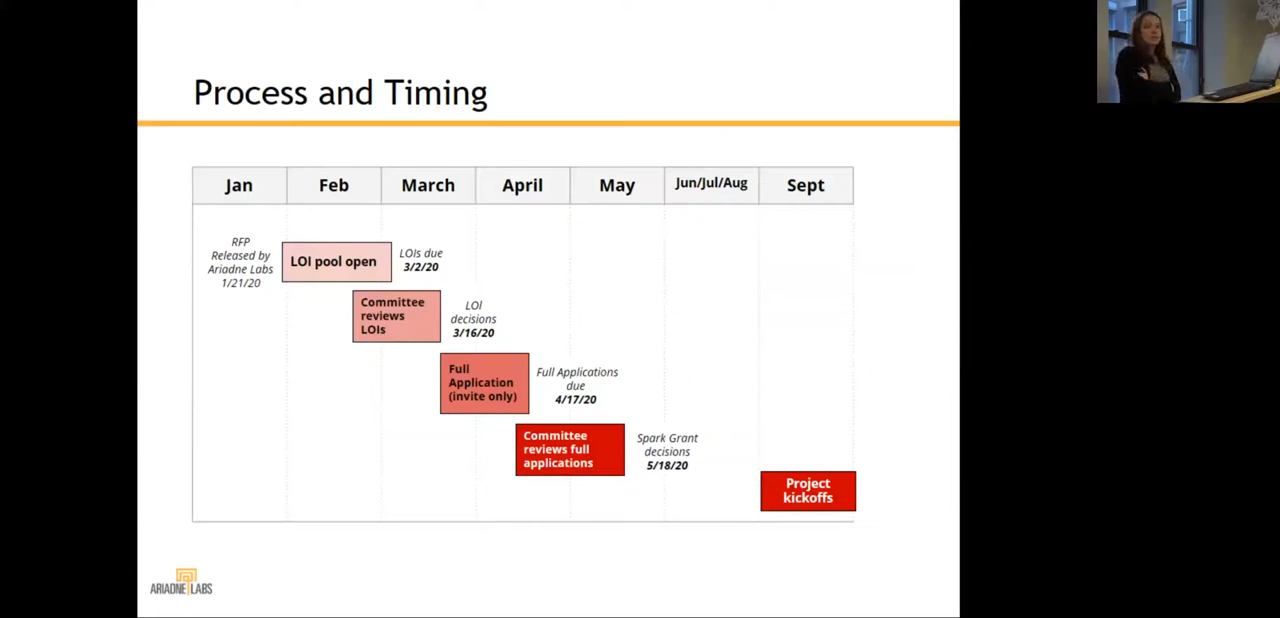 Process and Timing
Jan Feb March April May Jun/Jul/Aug Sept
RFP
Released by
Ariadne Labs
1/21/20
LOI pool open
LOIs due
3/2/20
Committee
reviews
LOIs
LOI
decisions
3/16/20
Full
Application
(invite only)
Full Applications
due
4/17/20
Committee
reviews full
applications
Spark Grant
decisions
5/18/20
Project
kickoffs
ARIADNE LABS